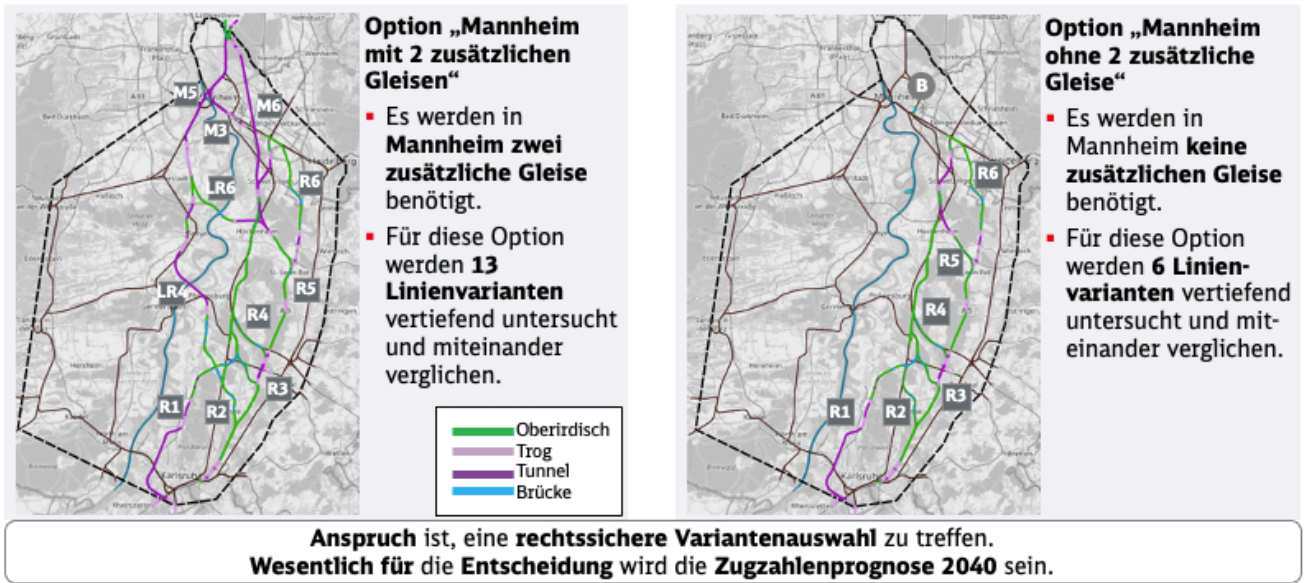 Option „Mannheim
mit 2 zusätzlichen
Gleisen“
Es werden in
Mannheim zwei
zusätzliche Gleise
benötigt.
Für diese Option
werden 13
Linienvarianten
vertiefend untersucht
und miteinander
verglichen.
M5
M6
M3
LR6
R6
LR4
R5
R4
R3
R1
R2
Karlsruhe
Oberirdisch
Trog
Tunnel
Brücke
Option „Mannheim
ohne 2 zusätzliche
Gleise“
Es werden in
Mannheim keine
zusätzlichen Gleise
benötigt.
Für diese Option
werden 6 Linien-
varianten vertiefend
untersucht und mit-
einander verglichen.
B
R6
R5
R4
R3
R1
R2
Karlsruhe
Anspruch ist, eine rechtssichere Variantenauswahl zu treffen.
Wesentlich für die Entscheidung wird die Zugzahlenprognose 2040 sein.